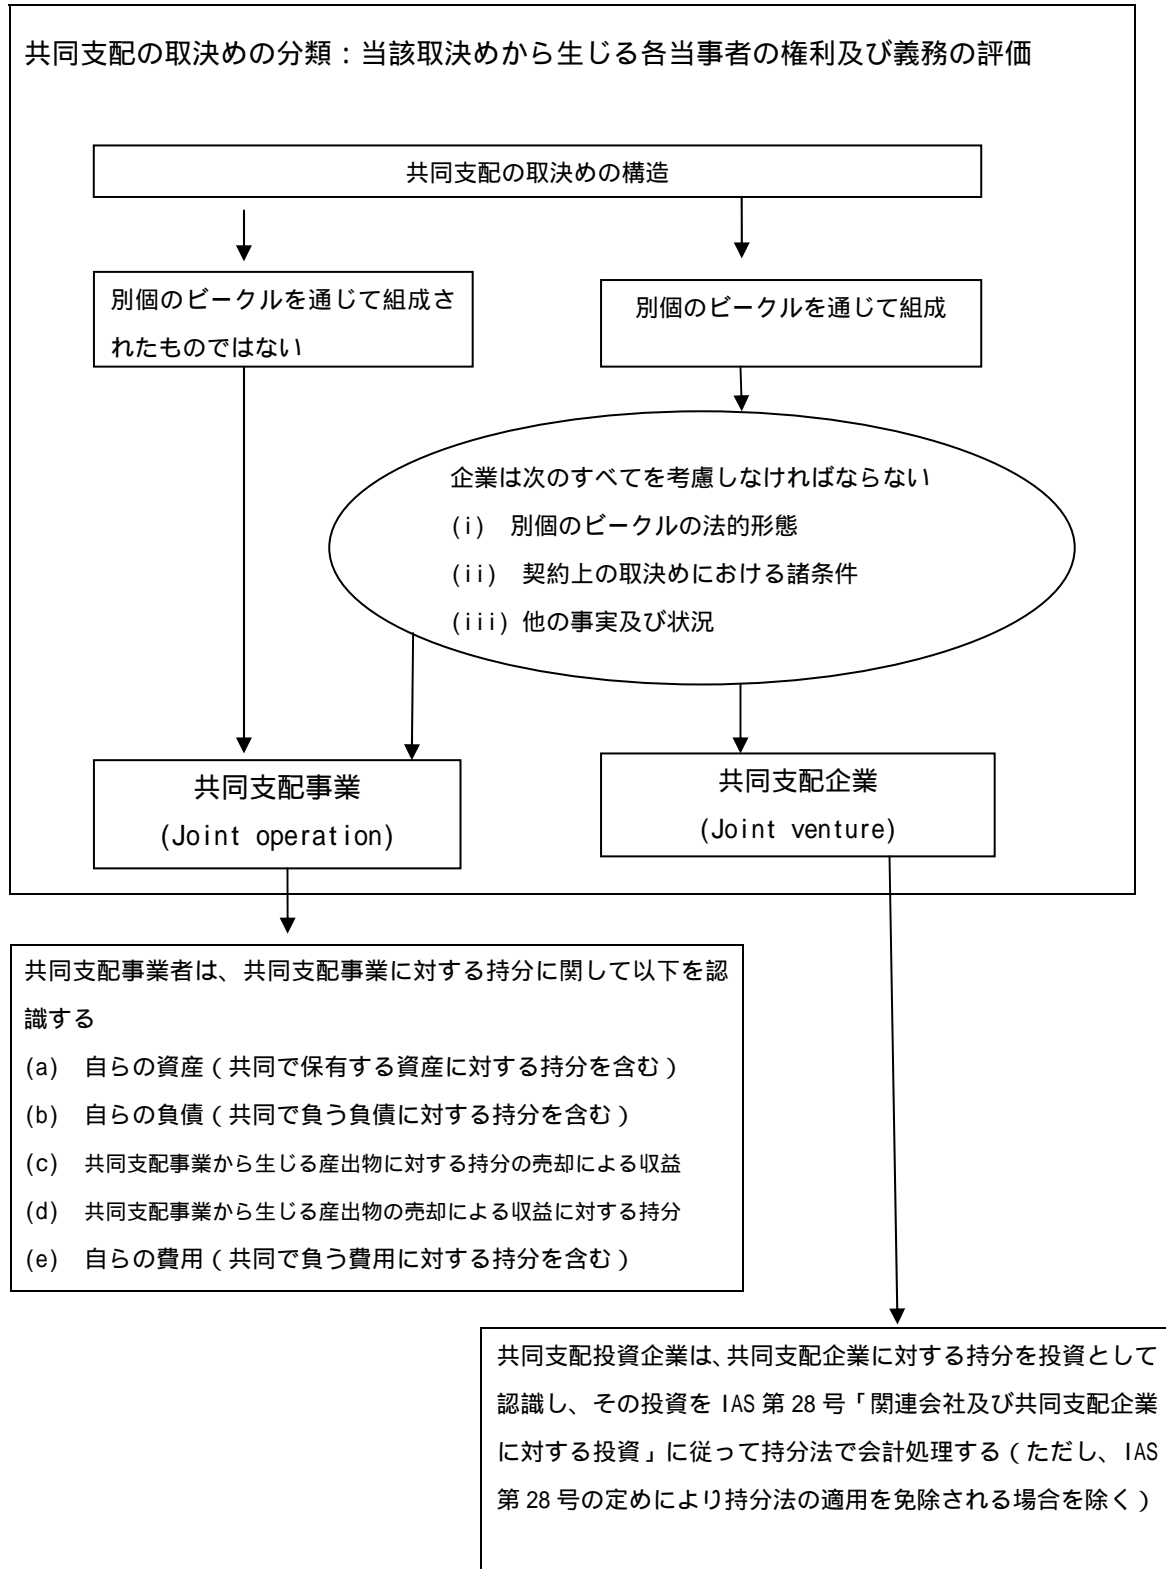 共同支配の取決めの分類：当該取決めから生じる各当事者の権利及び義務の評価
共同支配の取決めの構造
別個のビークルを通じて組成さ
れたものではない
別個のビークルを通じて組成
企業は次のすべてを考慮しなければならない
(i) 別個のビークルの法的形態
(ii) 契約上の取決めにおける諸条件
(iii) 他の事実及び状況
共同支配事業
(Joint operation)
共同支配企業
(Joint venture)
共同支配事業者は、共同支配事業に対する持分に関して以下を認
識する
(a) 自らの資産（共同で保有する資産に対する持分を含む）
(b) 自らの負債（共同で負う負債に対する持分を含む）
(c) 共同支配事業から生じる産出物に対する持分の売却による収益
(d) 共同支配事業から生じる産出物の売却による収益に対する持分
(e) 自らの費用（共同で負う費用に対する持分を含む）
共同支配投資企業は、共同支配企業に対する持分を投資として
認識し、その投資を IAS 第 28 号「関連会社及び共同支配企業
に対する投資」に従って持分法で会計処理する（ただし、IAS
第 28 号の定めにより持分法の適用を免除される場合を除く）